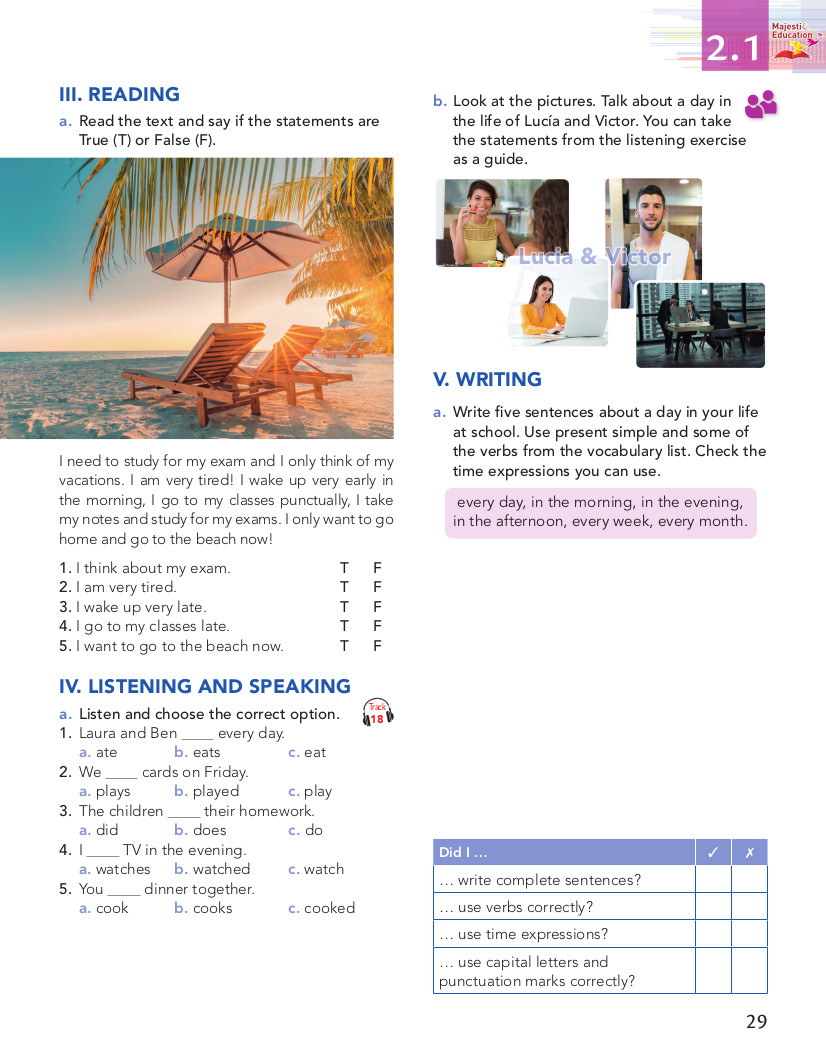 2.1
Majesti
Education
III. READING
a. Read the text and say if the statements are
True (T) or False (F).
I need to study for my exam and I only think of my
vacations. I am very tired! I wake up very early in
the morning, I go to my classes punctually, I take
my notes and study for my exams. I only want to go
home and go to the beach now!
1. I think about my exam. T F
2. I am very tired. T F
3. I wake up very late. T F
4. I go to my classes late. T F
5. I want to go to the beach now. T F
IV. LISTENING AND SPEAKING
a. Listen and choose the correct option.
Track
18
1. Laura and Ben ____ every day.
a. ate b. eats c. eat
2. We ____ cards on Friday.
a. plays b. played c. play
3. The children ____ their homework.
a. did b. does c. do
4. I ____ TV in the evening.
a. watches b. watched c. watch
5. You ____ dinner together.
a. cook b. cooks c. cooked
b. Look at the pictures. Talk about a day in
the life of Lucía and Victor. You can take
the statements from the listening exercise
as a guide.
Lucia & Victor
V. WRITING
a. Write five sentences about a day in your life
at school. Use present simple and some of
the verbs from the vocabulary list. Check the
time expressions you can use.
every day, in the morning, in the evening,
in the afternoon, every week, every month.
Did I ... ✓ ✗
... write complete sentences?
... use verbs correctly?
... use time expressions?
... use capital letters and
punctuation marks correctly?
29